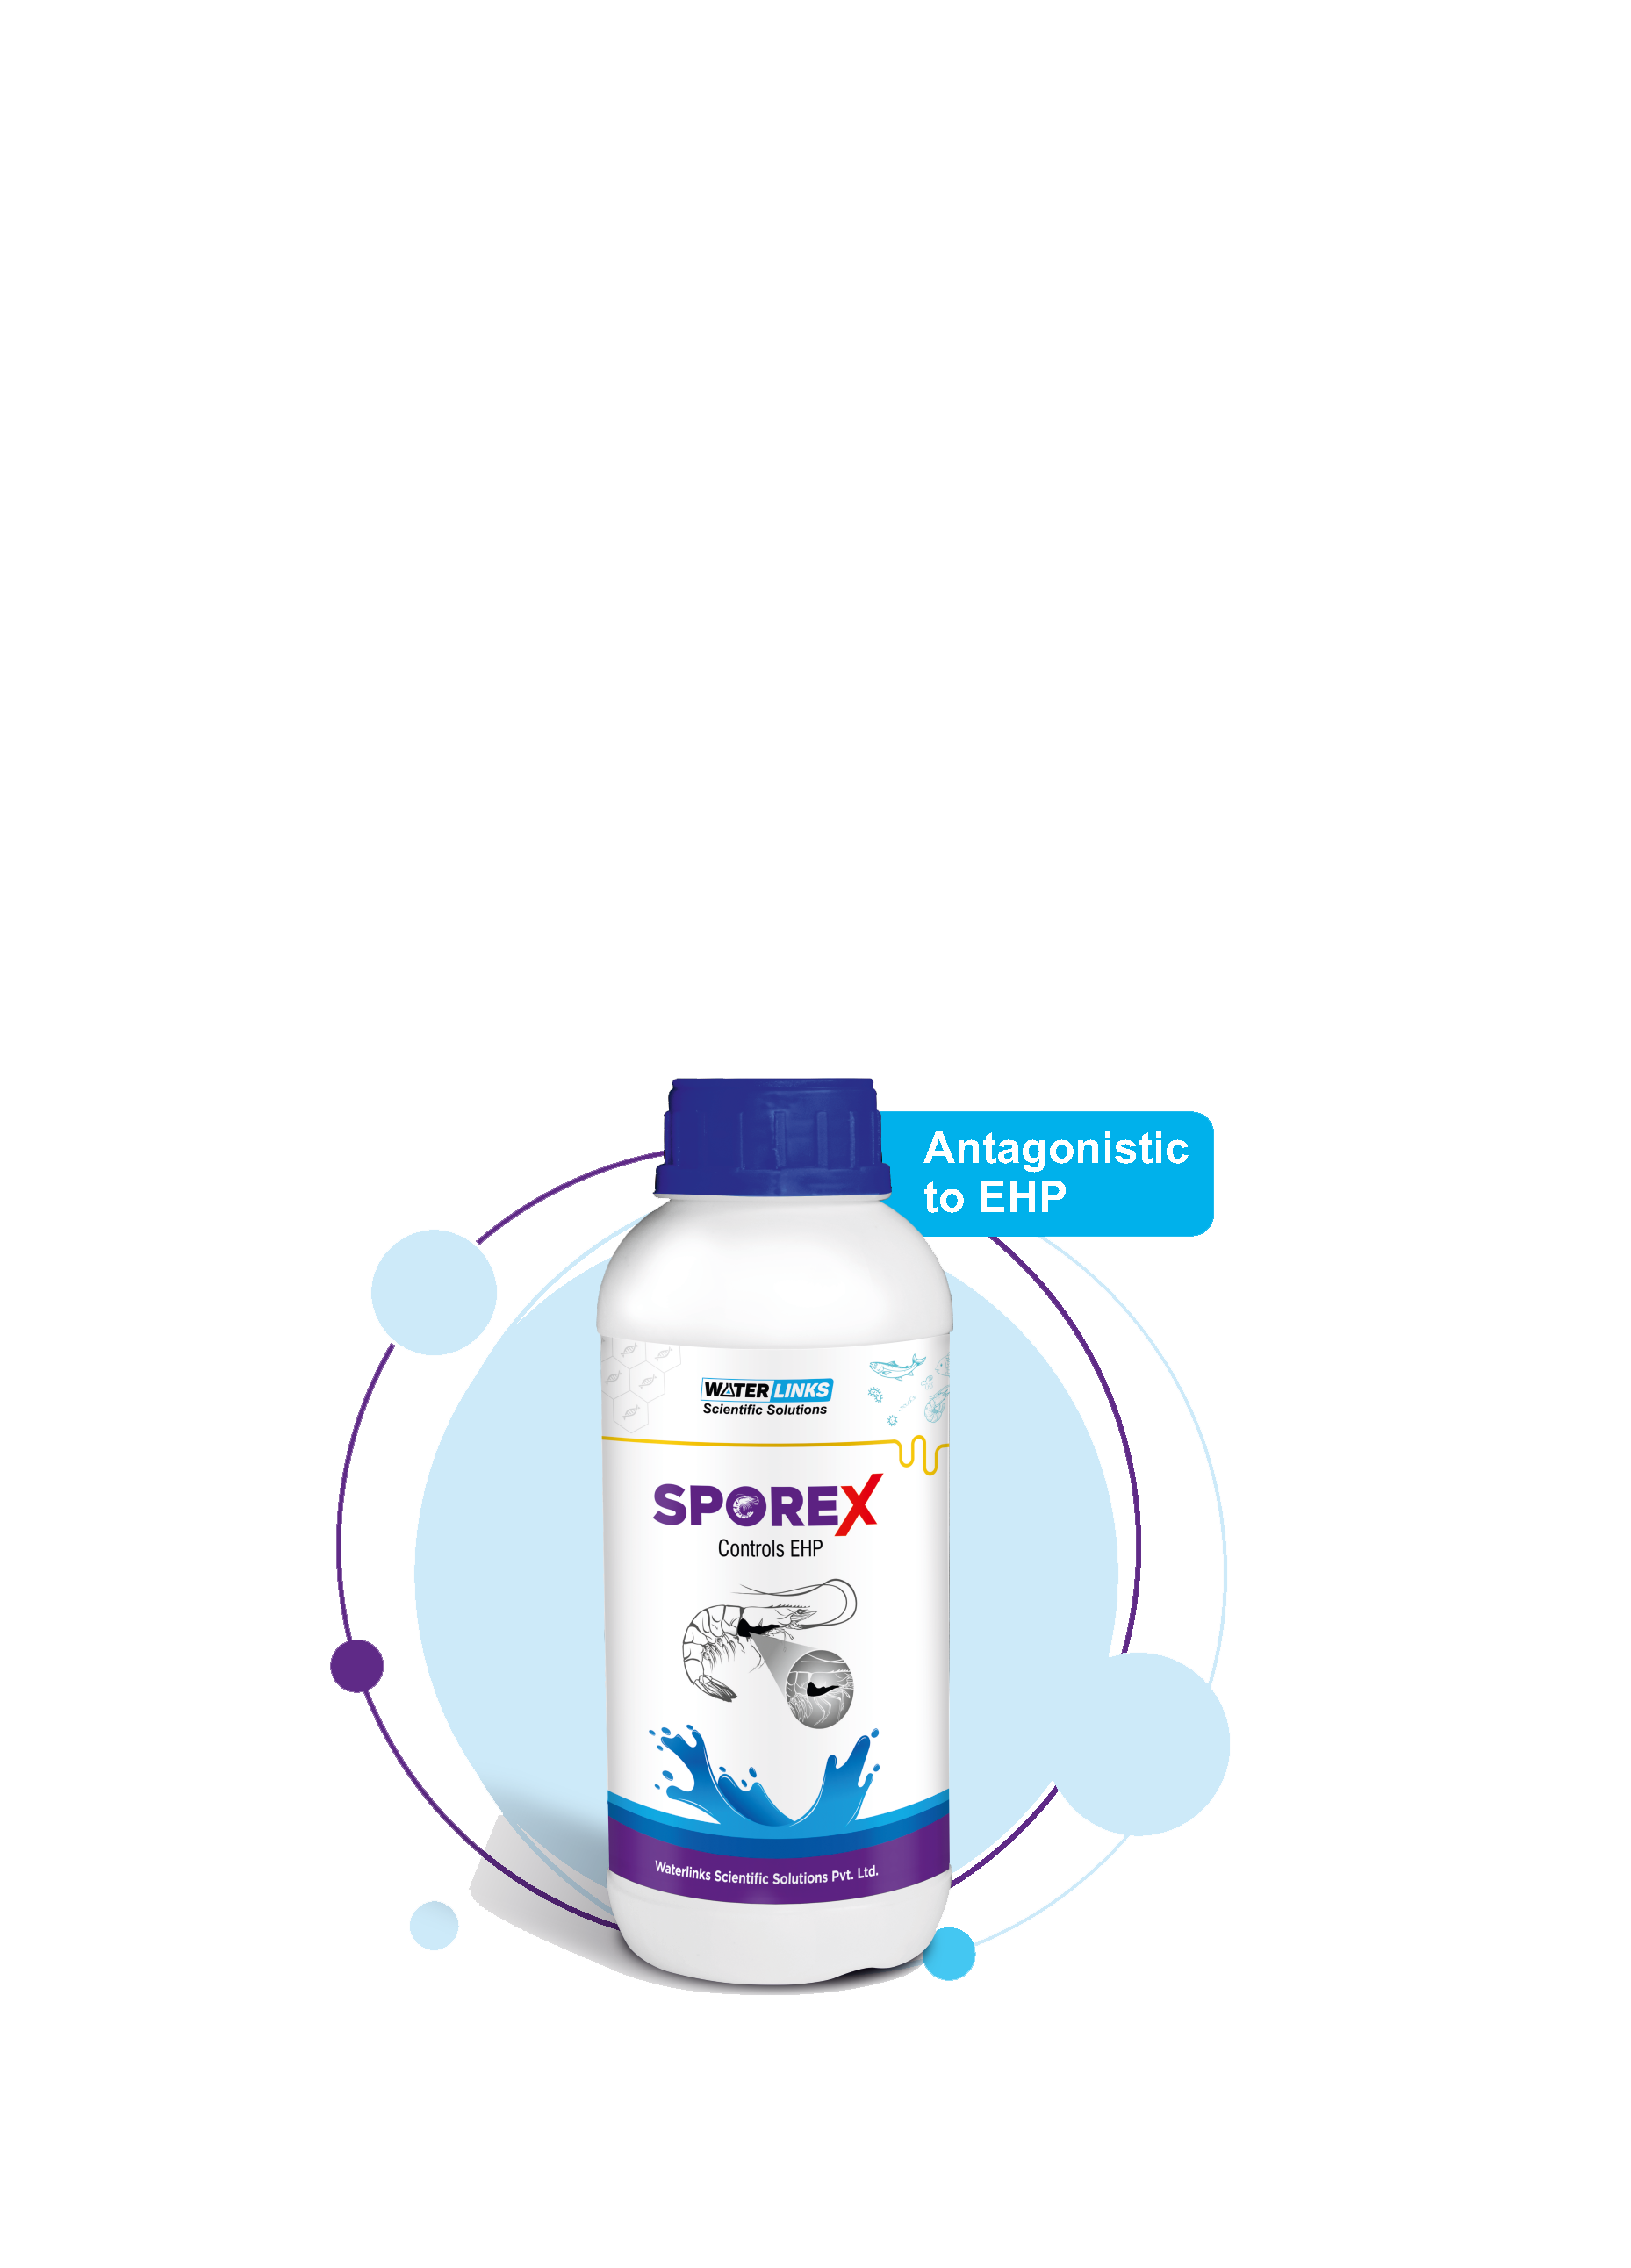 Antagonistic
to EHP
WATER LINKS
Scientific Solutions
SPOREX
Controls EHP
Waterlinks Scientific Solutions Pvt. Ltd.